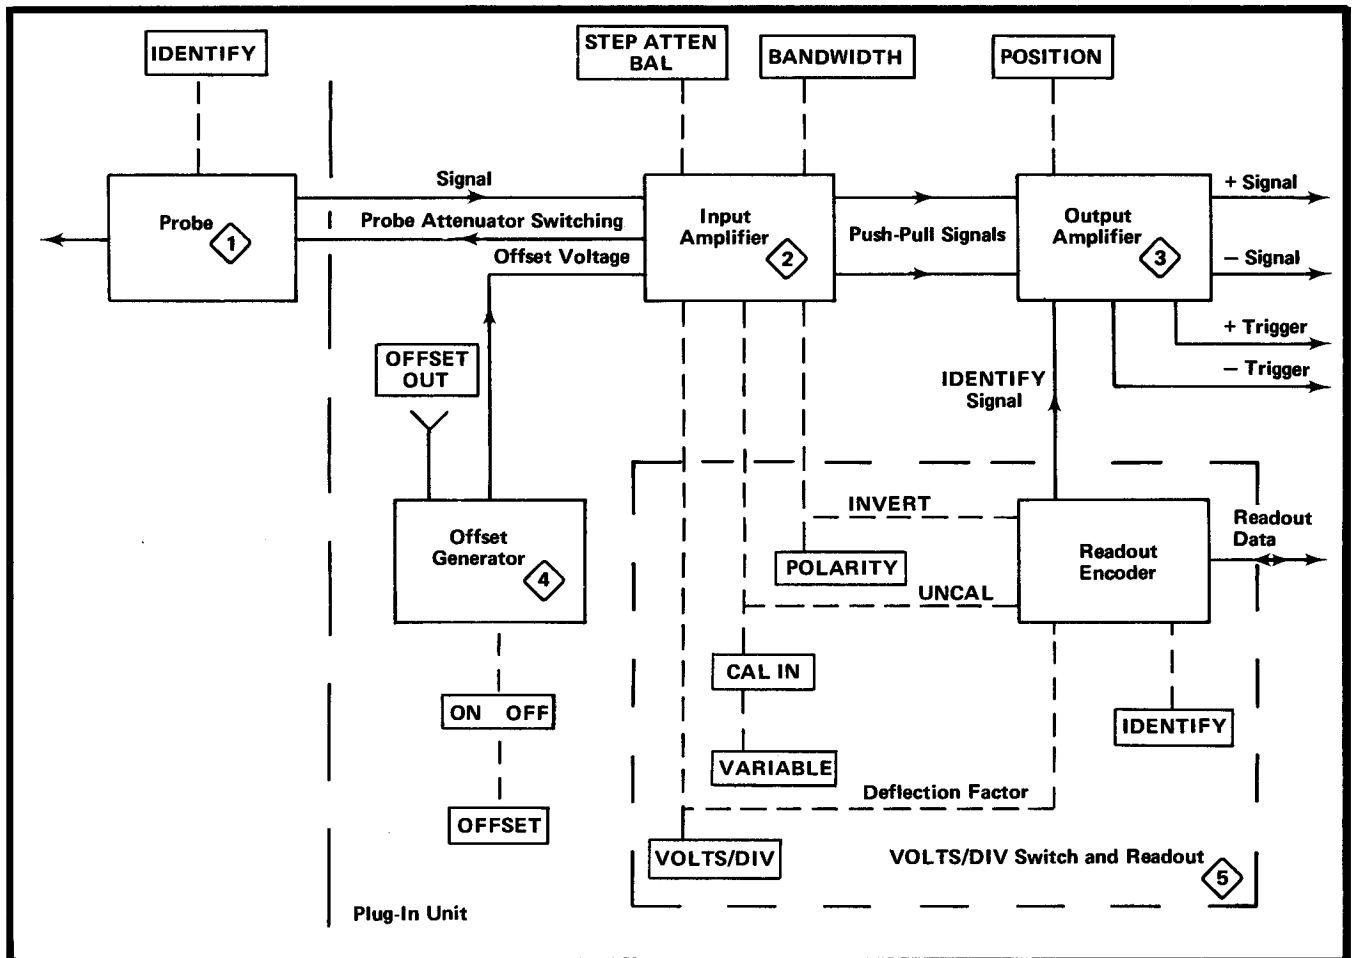 IDENTIFY
STEP ATTEN
BAL
BANDWIDTH
POSITION
Probe
1
Signal
Probe Attenuator Switching
Offset Voltage
Input
Amplifier
2
Push-Pull Signals
Output
Amplifier
3
+ Signal
− Signal
+ Trigger
− Trigger
OFFSET
OUT
IDENTIFY
Signal
Offset
Generator
4
INVERT
POLARITY
UNCAL
Readout
Encoder
Readout
Data
CAL IN
ON OFF
IDENTIFY
VARIABLE
Deflection Factor
OFFSET
VOLTS/DIV
VOLTS/DIV Switch and Readout
5
Plug-In Unit